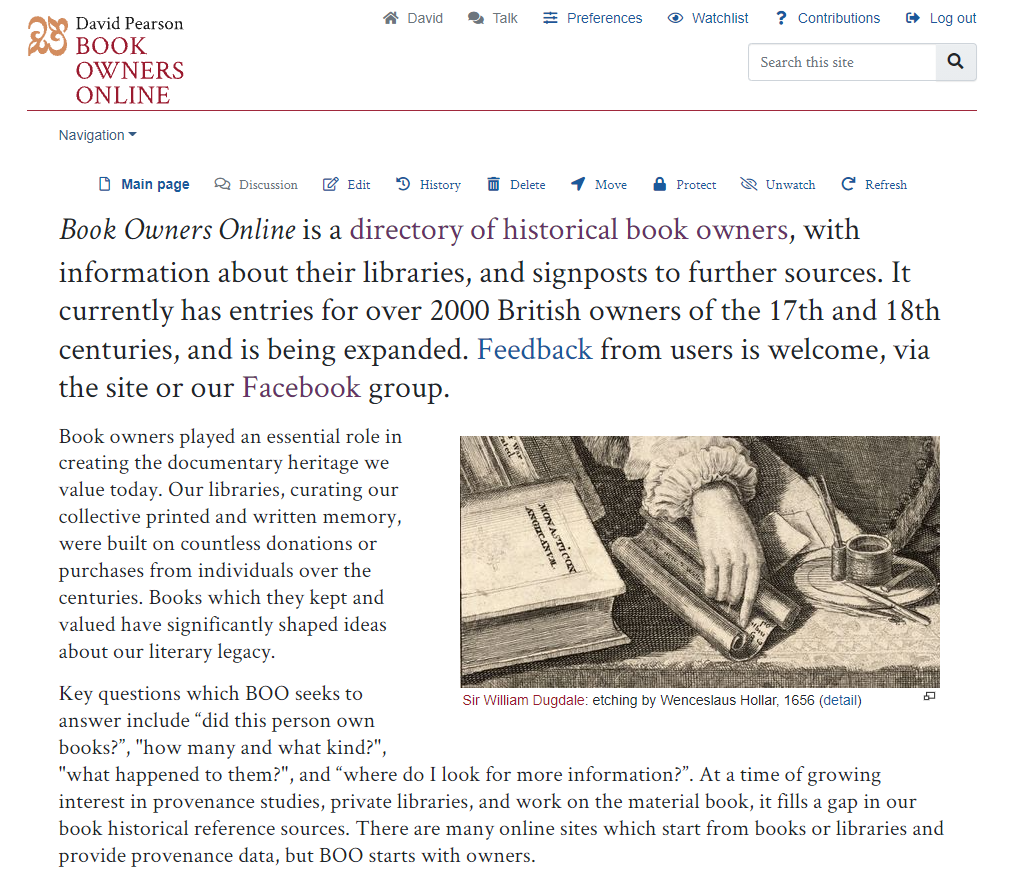 David Pearson
BOOK
OWNERS
ONLINE
David Talk Preferences Watchlist Contributions Log out
Search this site
Navigation
Main page Discussion Edit History Delete Move Protect Unwatch Refresh
Book Owners Online is a directory of historical book owners, with
information about their libraries, and signposts to further sources. It
currently has entries for over 2000 British owners of the 17th and 18th
centuries, and is being expanded. Feedback from users is welcome, via
the site or our Facebook group.
Book owners played an essential role in
creating the documentary heritage we
value today. Our libraries, curating our
collective printed and written memory,
were built on countless donations or
purchases from individuals over the
centuries. Books which they kept and
valued have significantly shaped ideas
about our literary legacy.
MONASTICON
ANGLICANVM
Sir William Dugdale: etching by Wenceslaus Hollar, 1656 (detail)
Key questions which BOO seeks to
answer include “did this person own
books?”, "how many and what kind?",
"what happened to them?", and “where do I look for more information?”. At a time of growing
interest in provenance studies, private libraries, and work on the material book, it fills a gap in our
book historical reference sources. There are many online sites which start from books or libraries and
provide provenance data, but BOO starts with owners.